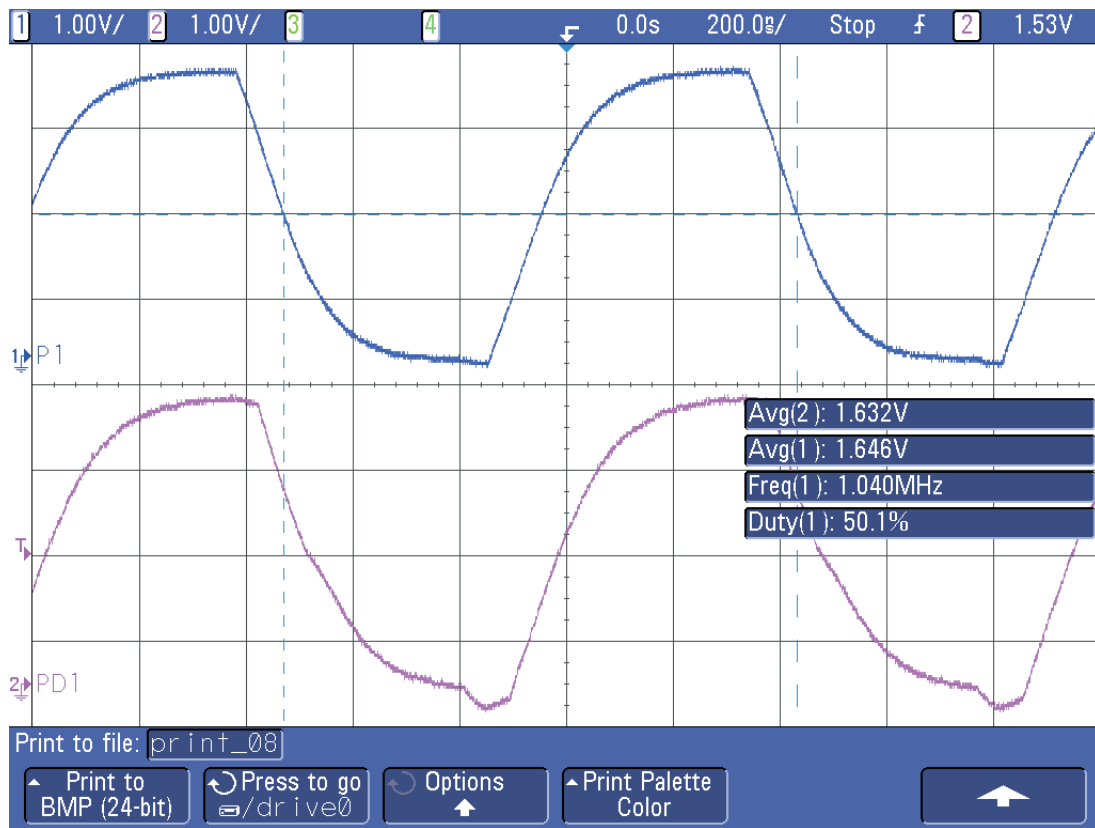 1 1.00V/ 2 1.00V/ 3 4 0.0s 200.0ns/ Stop 2 1.53V
1 P1
Avg(2): 1.632V
Avg(1): 1.646V
Freq(1): 1.040MHz
Duty(1): 50.1%
T
2 PD1
Print to file: print_08
Print to Press to go Options Print Palette
BMP (24-bit) /drive0 Color